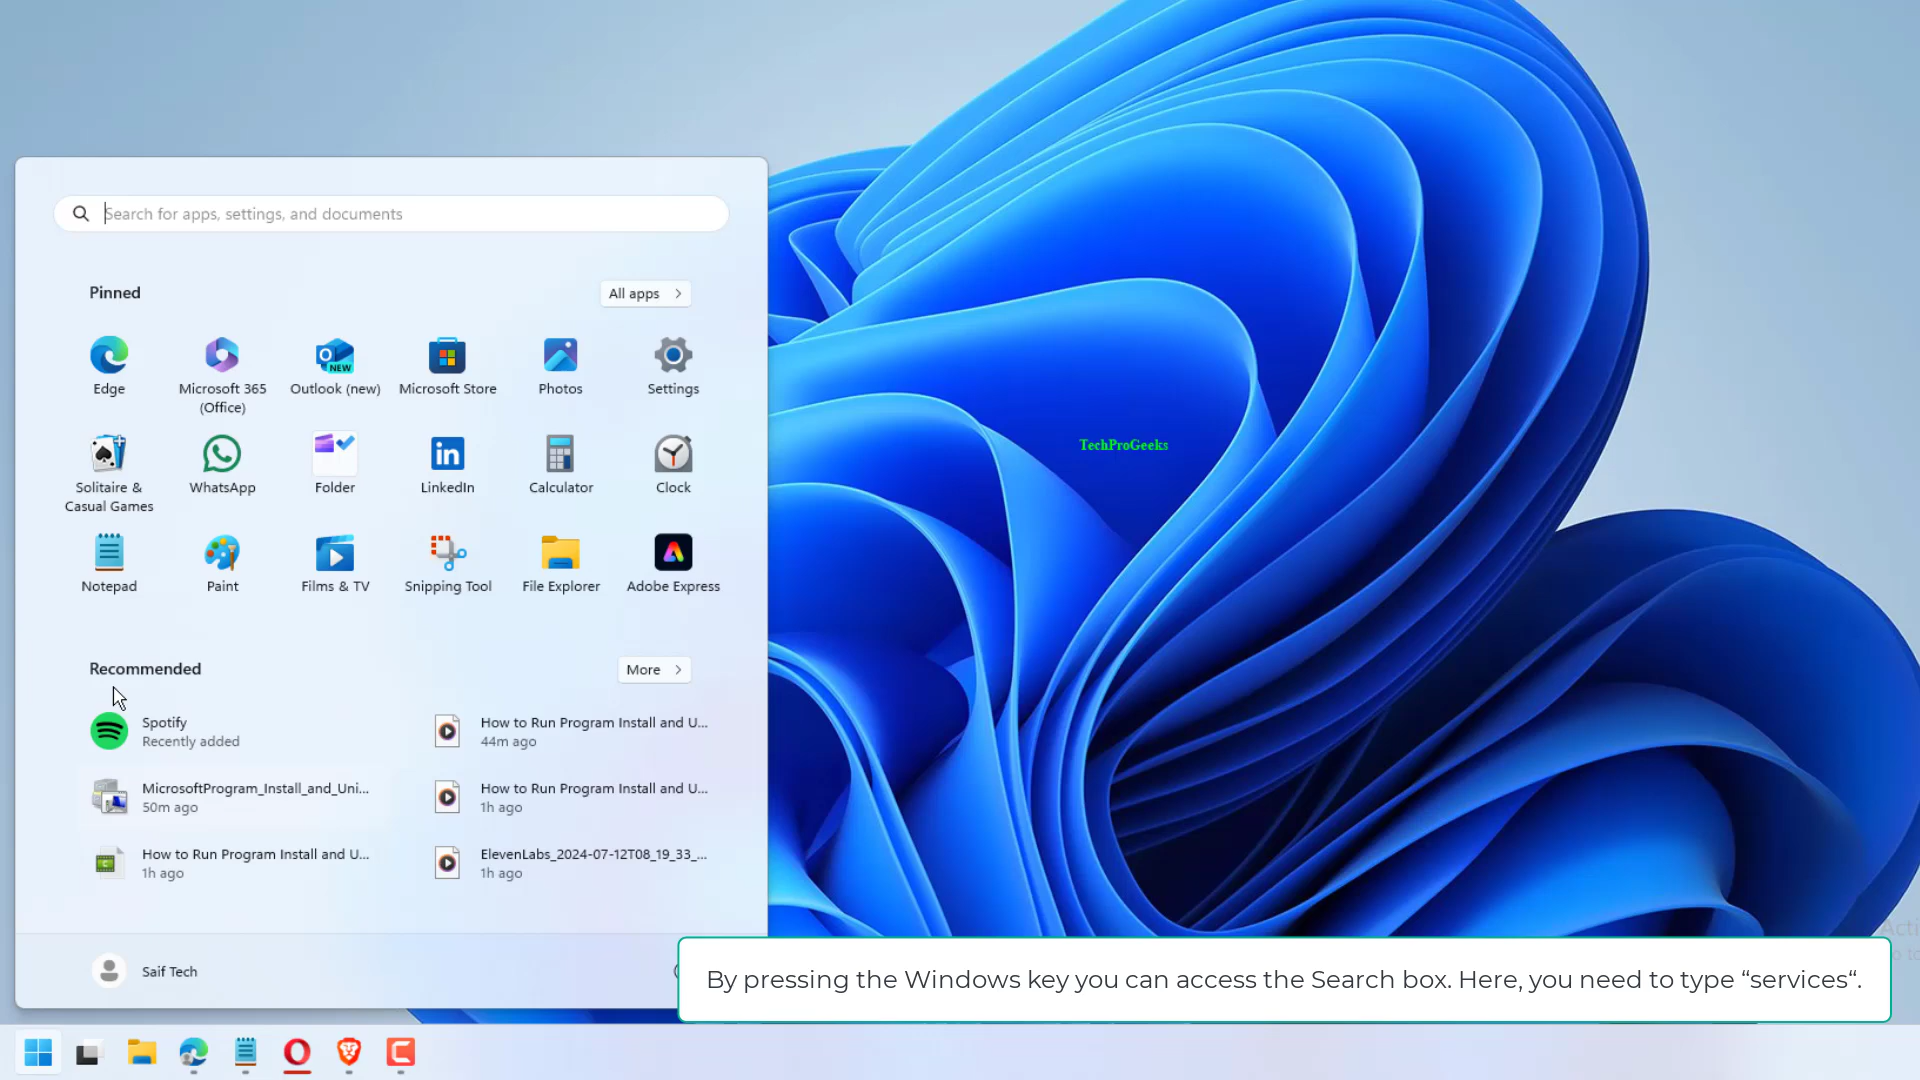 Search for apps, settings, and documents
Pinned
All apps
Edge
Microsoft 365
(Office)
Outlook (new)
Microsoft Store
Photos
Settings
Solitaire &
Casual Games
WhatsApp
Folder
LinkedIn
Calculator
Clock
Notepad
Paint
Films & TV
Snipping Tool
File Explorer
Adobe Express
Recommended
More
Spotify
Recently added
How to Run Program Install and U...
44m ago
MicrosoftProgram_Install_and_Uni...
50m ago
How to Run Program Install and U...
1h ago
How to Run Program Install and U...
1h ago
ElevenLabs_2024-07-12T08_19_33_...
1h ago
Saif Tech
TechProGeeks
By pressing the Windows key you can access the Search box. Here, you need to type “services“.